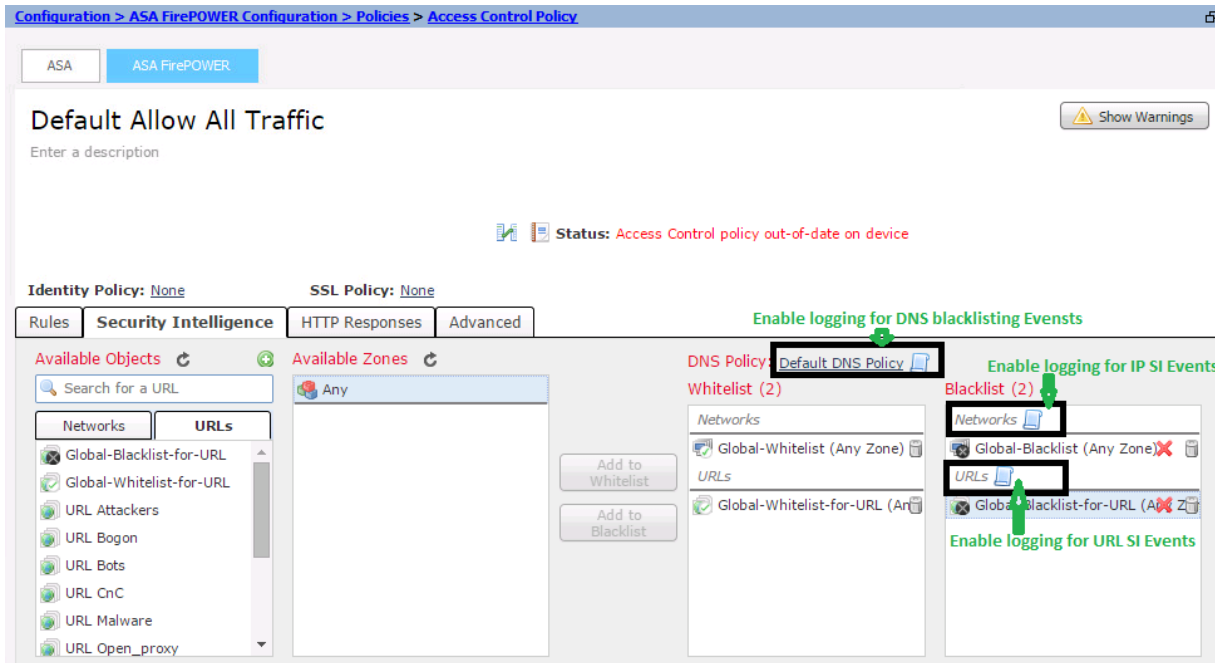 Configuration > ASA FirePOWER Configuration > Policies > Access Control Policy
ASA
ASA FirePOWER
Default Allow All Traffic
Show Warnings
Enter a description
Status: Access Control policy out-of-date on device
Identity Policy: None
SSL Policy: None
Rules
Security Intelligence
HTTP Responses
Advanced
Enable logging for DNS blacklisting Evensts
Available Objects
Available Zones
DNS Policy: Default DNS Policy
Enable logging for IP SI Events
Search for a URL
Any
Whitelist (2)
Blacklist (2)
Networks
URLs
Networks
Networks
Global-Blacklist-for-URL
Global-Whitelist (Any Zone)
Global-Blacklist (Any Zone)
Global-Whitelist-for-URL
Add to Whitelist
URLs
URLs
URL Attackers
Add to Blacklist
Global-Whitelist-for-URL (An
Global-Blacklist-for-URL (Any Z
URL Bogon
Enable logging for URL SI Events
URL Bots
URL CnC
URL Malware
URL Open_proxy